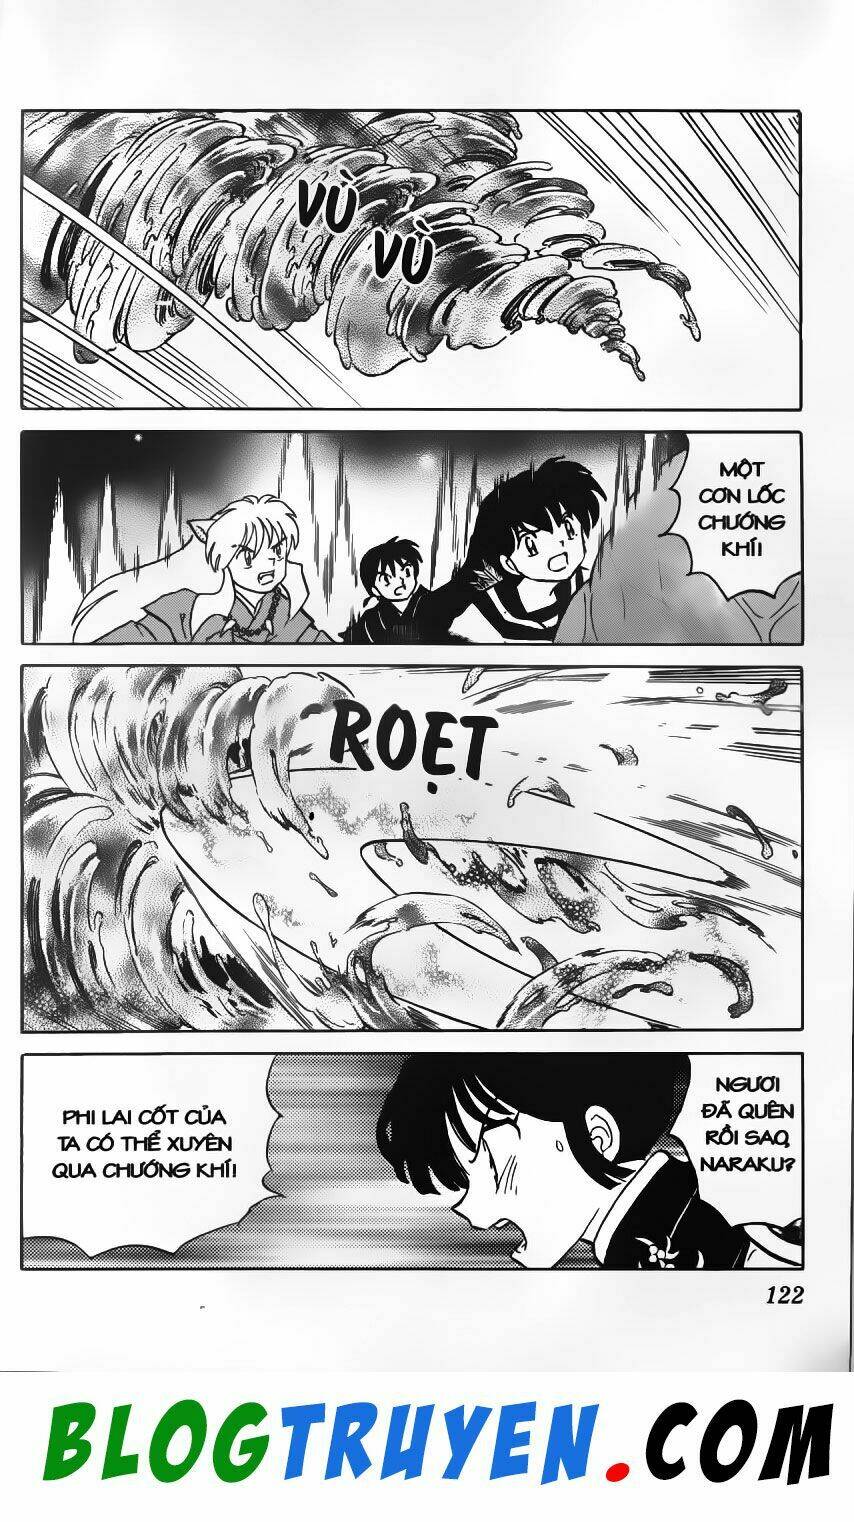 VÙ
VÙ
MỘT
CƠN LỐC
CHƯỚNG
KHÍ!
ROẸT
NGƯƠI
ĐÃ QUÊN
RỒI SAO,
NARAKU?
PHI LAI CỐT CỦA
TA CÓ THỂ XUYÊN
QUA CHƯỚNG KHÍ!
122
BLOGTRUYEN.COM